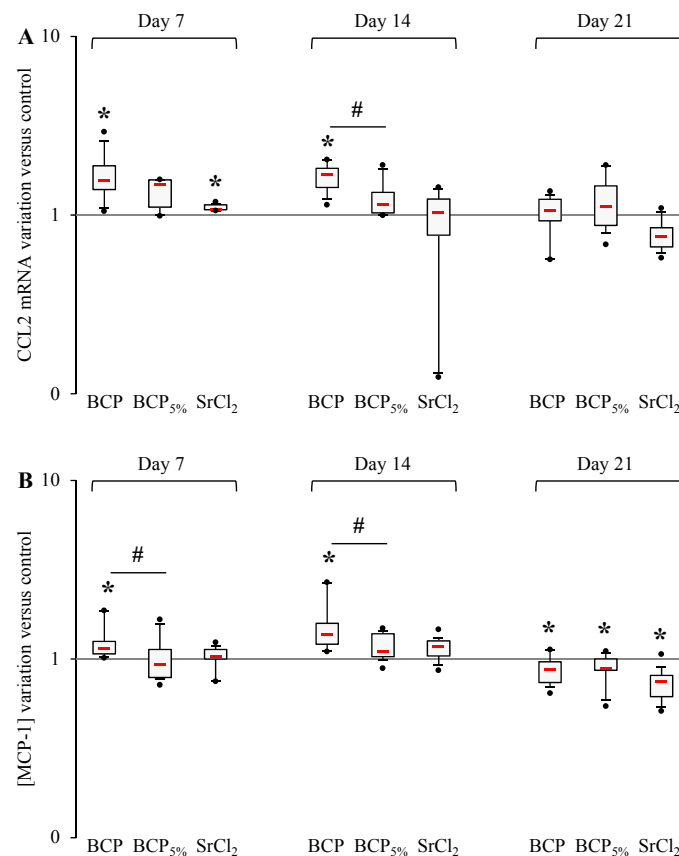 Day 7 Day 14 Day 21
A
10
*
#
*
*
1
0
CCL2 mRNA variation versus control
BCP BCP5% SrCl2 BCP BCP5% SrCl2 BCP BCP5% SrCl2
Day 7 Day 14 Day 21
B
10
#
#
*
*
* * *
1
0
[MCP-1] variation versus control
BCP BCP5% SrCl2 BCP BCP5% SrCl2 BCP BCP5% SrCl2